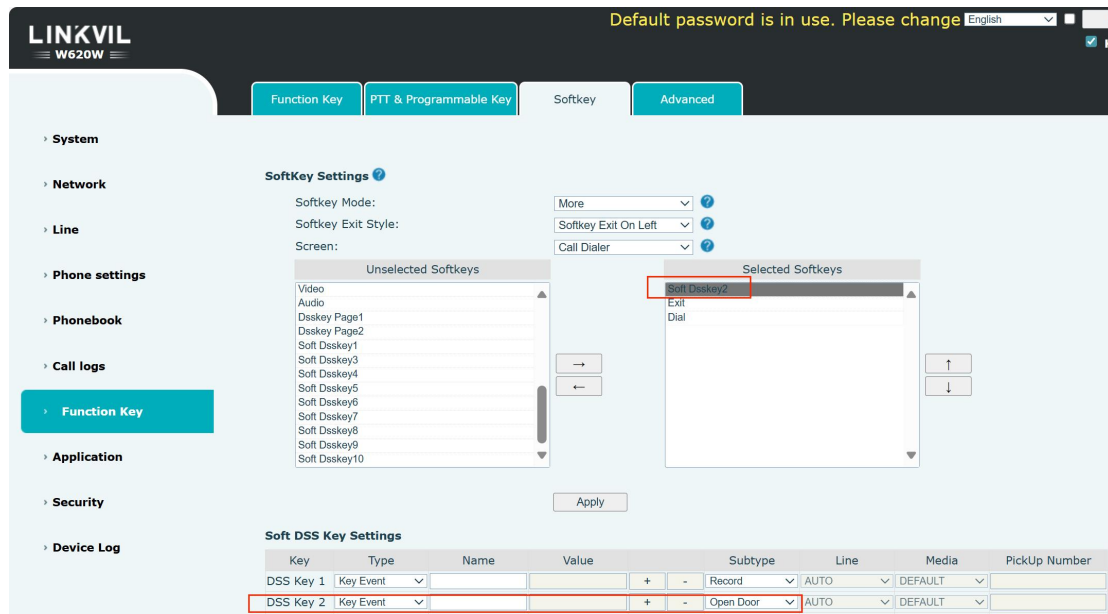 Default password is in use. Please change English
LINKVIL
W620W
Function Key PTT & Programmable Key Softkey Advanced
› System
› Network
› Line
› Phone settings
› Phonebook
› Call logs
› Function Key
› Application
› Security
› Device Log
SoftKey Settings ?
Softkey Mode: More ?
Softkey Exit Style: Softkey Exit On Left ?
Screen: Call Dialer ?
Unselected Softkeys
Video
Audio
Dsskey Page1
Dsskey Page2
Soft Dsskey1
Soft Dsskey3
Soft Dsskey4
Soft Dsskey5
Soft Dsskey6
Soft Dsskey7
Soft Dsskey8
Soft Dsskey9
Soft Dsskey10
→
←
Selected Softkeys
Soft Dsskey2
Exit
Dial
↑
↓
Apply
Soft DSS Key Settings
Key Type Name Value Subtype Line Media PickUp Number
DSS Key 1 Key Event + - Record AUTO DEFAULT
DSS Key 2 Key Event + - Open Door AUTO DEFAULT